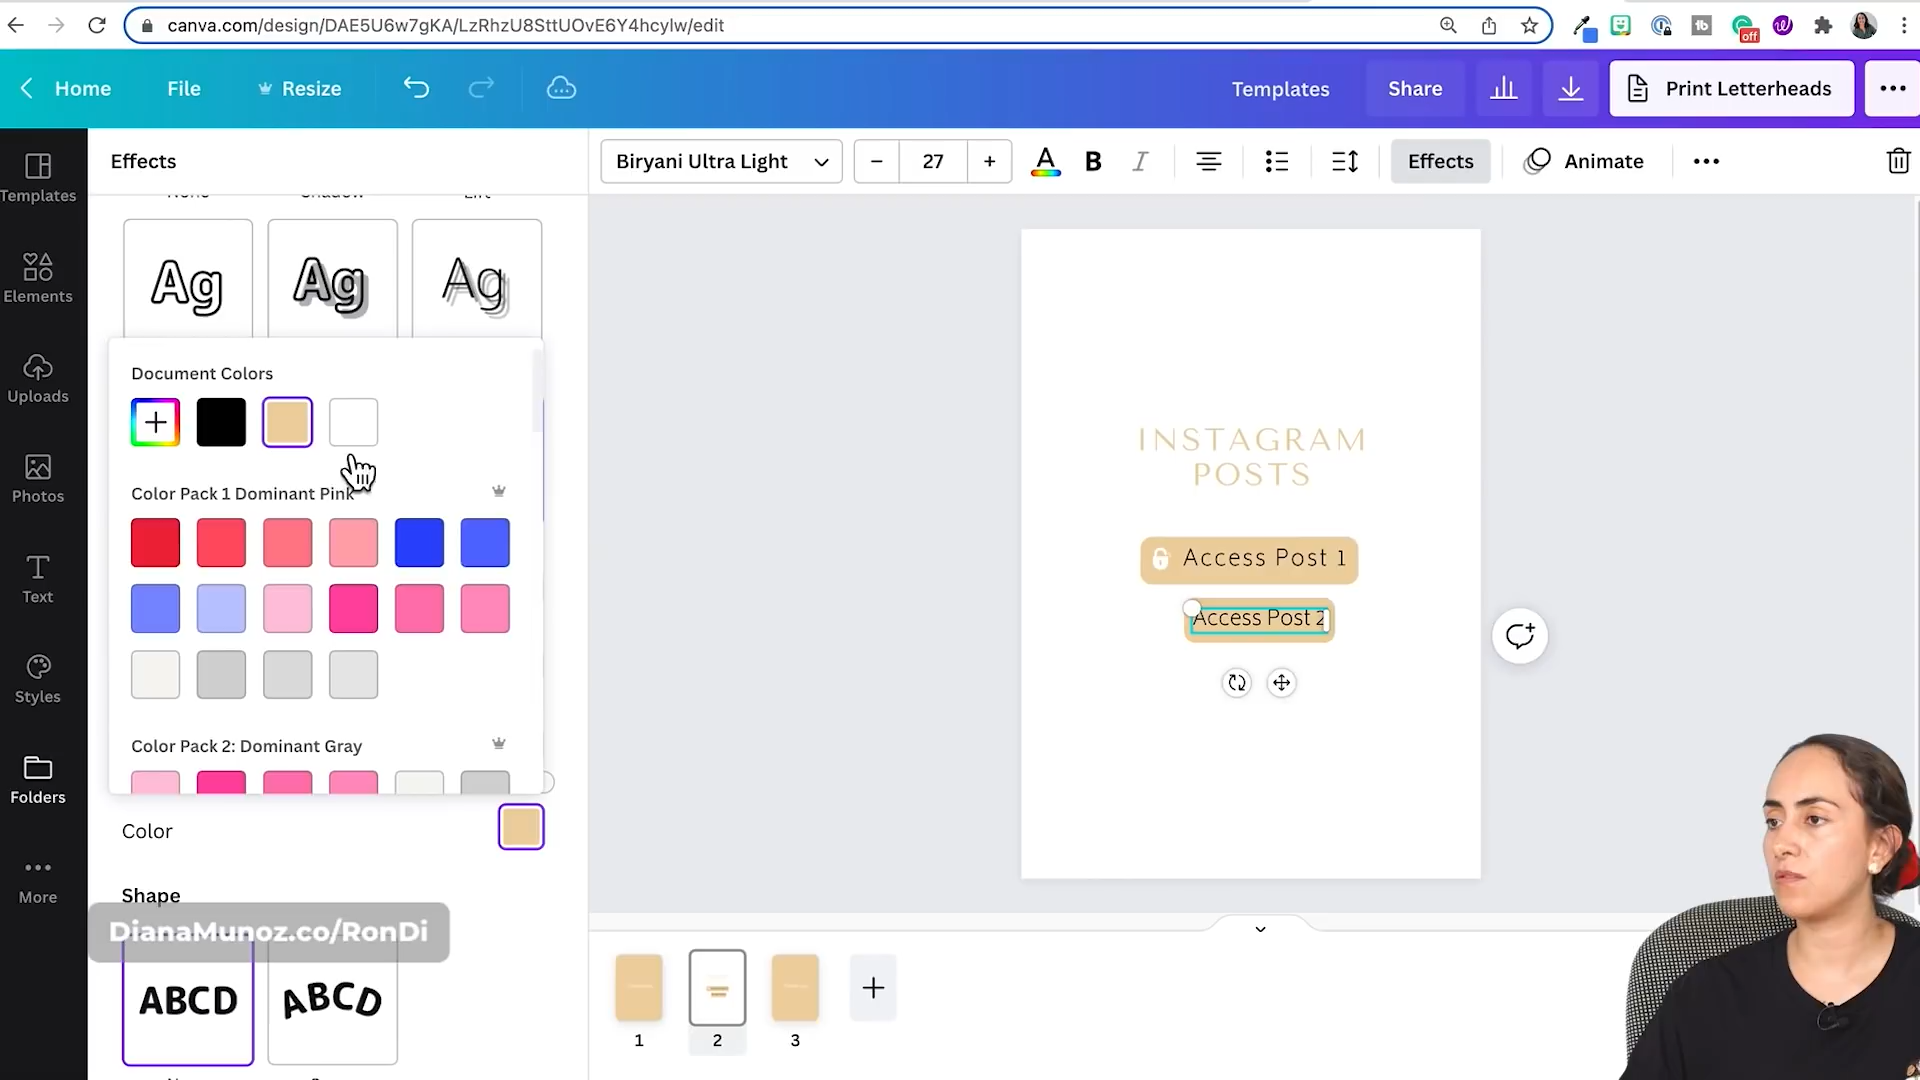 canva.com/design/DAE5U6w7gKA/LzRhzU8SttUOvE6Y4hcylw/edit
off
Home
File
Resize
Templates
Share
Print Letterheads
Effects
Biryani Ultra Light
27
A
B
I
Effects
Animate
Templates
Elements
Uploads
Photos
Text
Styles
Folders
More
Ag
Ag
Ag
Document Colors
Color Pack 1 Dominant Pink
Color Pack 2: Dominant Gray
Color
Shape
DianaMunoz.co/RonDi
ABCD
ABCD
INSTAGRAM
POSTS
Access Post 1
Access Post 2
1
2
3